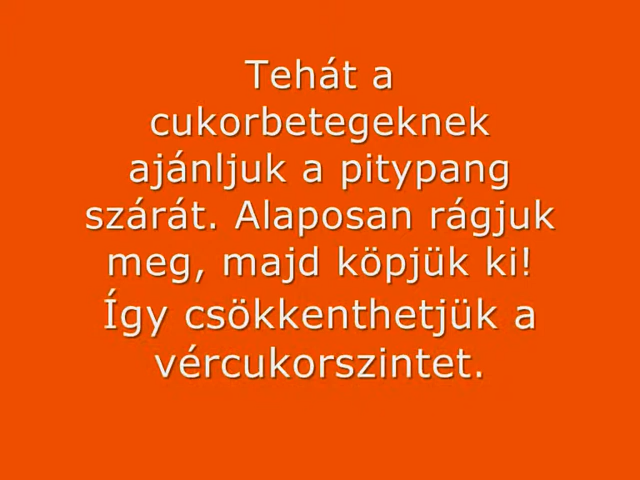 Tehát a
cukorbetegeknek
ajánljuk a pitypang
szárát. Alaposan rágjuk
meg, majd köpjük ki!
Így csökkenthetjük a
vércukorszintet.